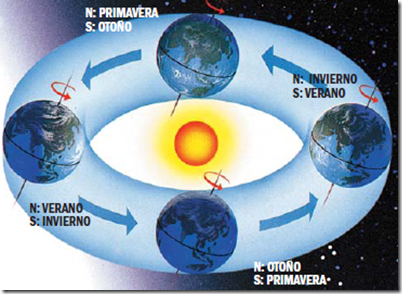 N: PRIMAVERA
S: OTOÑO
N: INVIERNO
S: VERANO
N: VERANO
S: INVIERNO
N: OTOÑO
S: PRIMAVERA